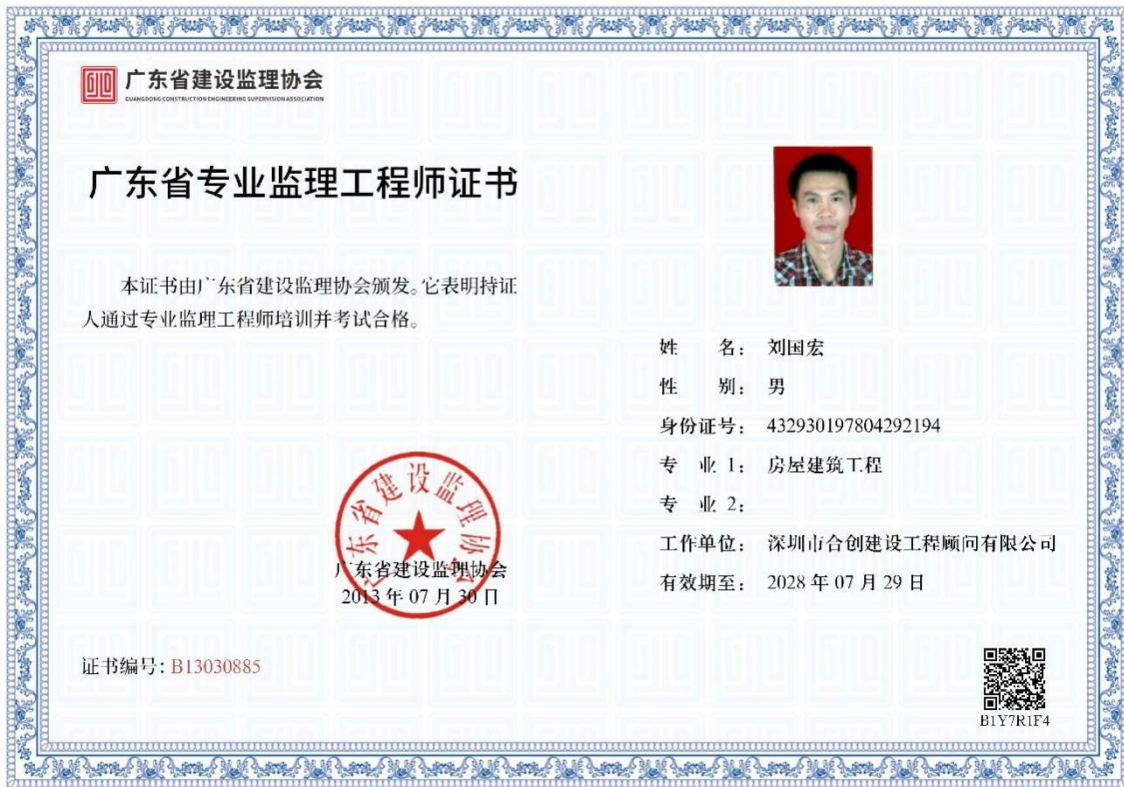 广东省建设监理协会
GUANGDONG CONSTRUCTION ENGINEERING SUPERVISION ASSOCIATION
广东省专业监理工程师证书
本证书由广东省建设监理协会颁发。它表明持证
人通过专业监理工程师培训并考试合格。
姓 名： 刘国宏
性 别： 男
身份证号： 432930197804292194
专 业 1： 房屋建筑工程
专 业 2：
工作单位： 深圳市合创建设工程顾问有限公司
有效期至： 2028 年 07 月 29 日
广东省建设监理协会
广东省建设监理协会
2013 年 07 月 30 日
证书编号：B13030885
B1Y7R1F4